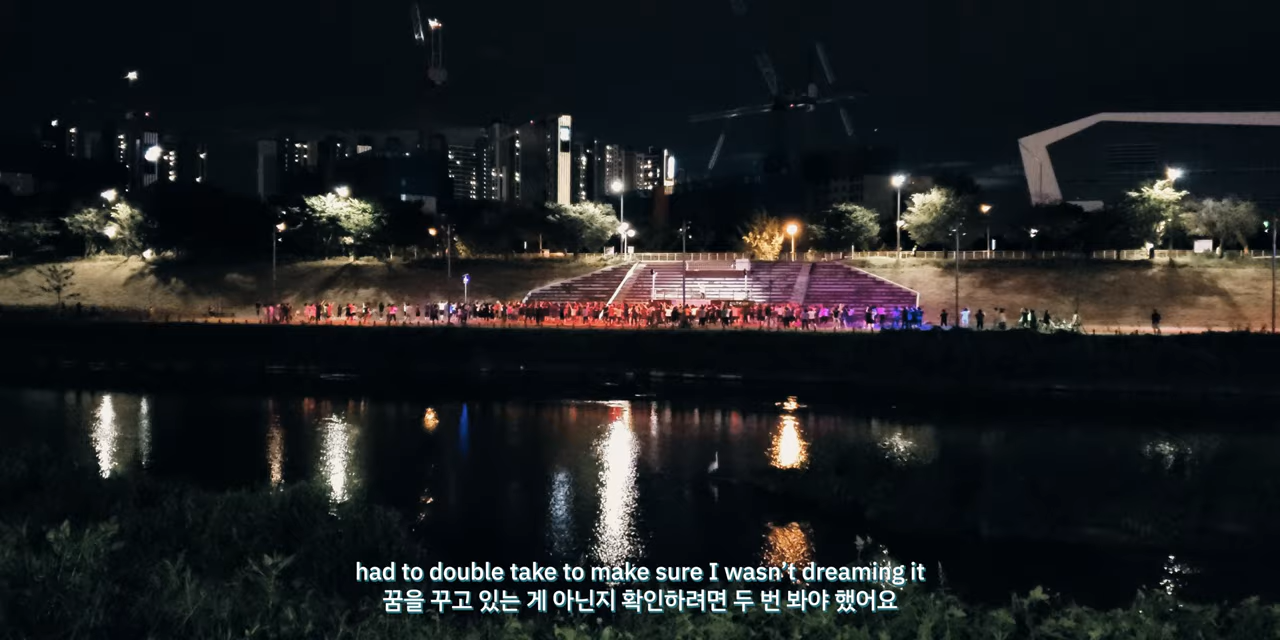 had to double take to make sure I wasn't dreaming it
꿈을 꾸고 있는 게 아닌지 확인하려면 두 번 봐야 했어요